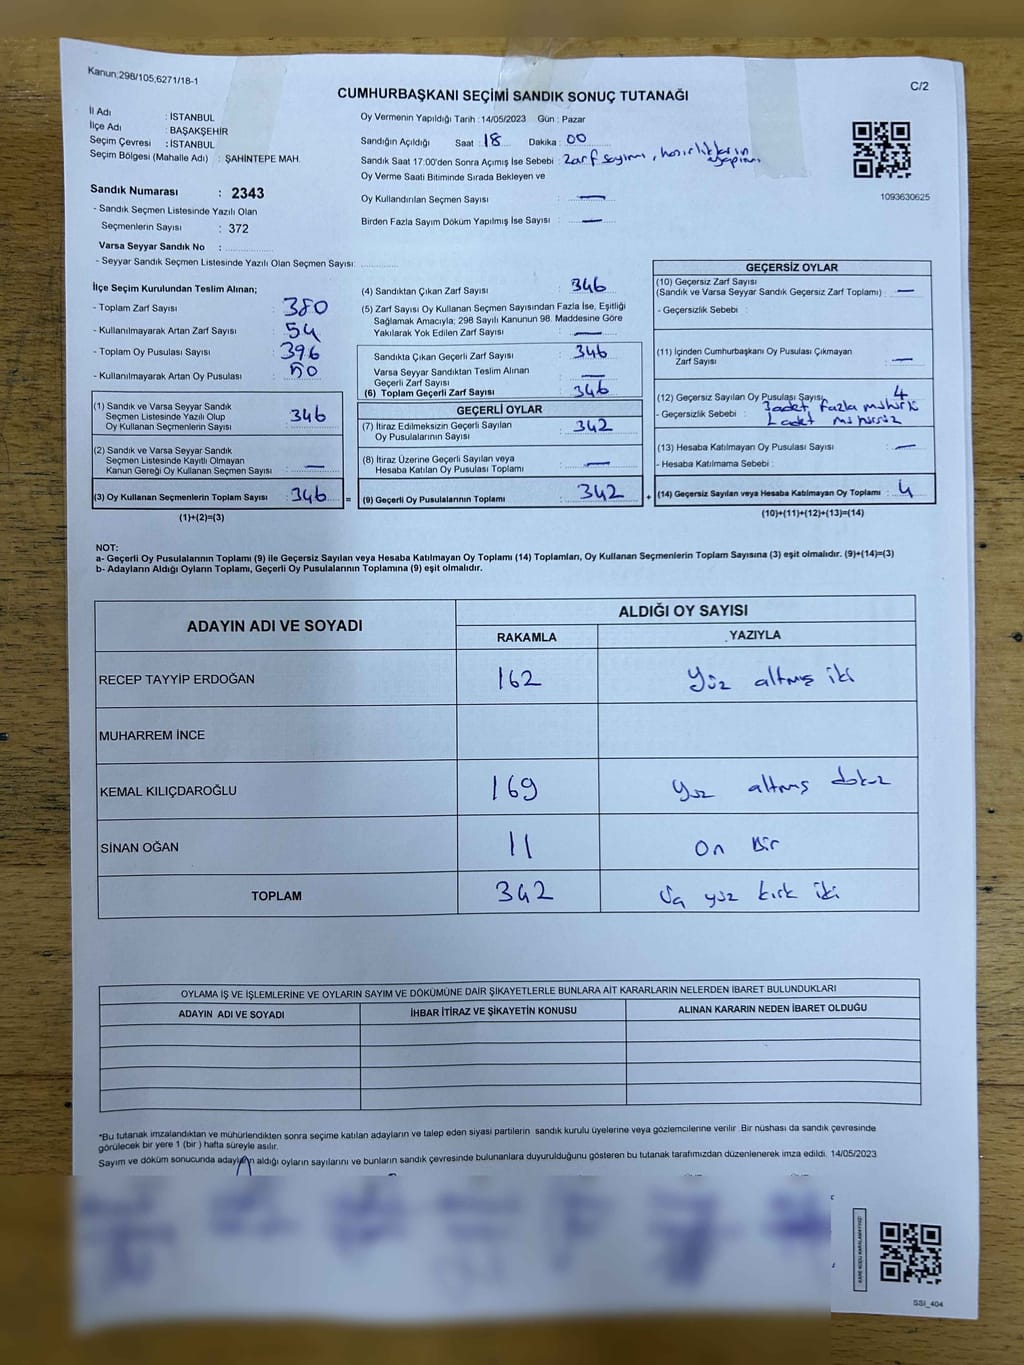 Kanun:298/105,6271/18-1
C/2
CUMHURBAŞKANI SEÇİMİ SANDIK SONUÇ TUTANAĞI
İl Adı : İSTANBUL
İlçe Adı : BAŞAKŞEHİR
Seçim Çevresi : İSTANBUL
Seçim Bölgesi (Mahalle Adı) : ŞAHİNTEPE MAH.
Oy Vermenin Yapıldığı Tarih :14/05/2023 Gün : Pazar
Sandığın Açıldığı Saat : 18 Dakika : 00
Sandık Saat 17:00'den Sonra Açımış İse Sebebi : Zarf sayımı, hazırlıkların yapımı
Oy Verme Saati Bitiminde Sırada Bekleyen ve
Oy Kullandırılan Seçmen Sayısı : —
Birden Fazla Sayım Döküm Yapılmış İse Sayısı : —
1093630625
Sandık Numarası : 2343
- Sandık Seçmen Listesinde Yazılı Olan
Seçmenlerin Sayısı : 372
Varsa Seyyar Sandık No :
- Seyyar Sandık Seçmen Listesinde Yazılı Olan Seçmen Sayısı:
İlçe Seçim Kurulundan Teslim Alınan;
- Toplam Zarf Sayısı : 380
- Kullanılmayarak Artan Zarf Sayısı : 54
- Toplam Oy Pusulası Sayısı : 396
- Kullanılmayarak Artan Oy Pusulası : 50
(1) Sandık ve Varsa Seyyar Sandık
Seçmen Listesinde Yazılı Olup
Oy Kullanan Seçmenlerin Sayısı : 346
(2) Sandık ve Varsa Seyyar Sandık
Seçmen Listesinde Kayıtlı Olmayan
Kanun Gereği Oy Kullanan Seçmen Sayısı : —
(3) Oy Kullanan Seçmenlerin Toplam Sayısı : 346 =
(1)+(2)=(3)
(4) Sandıktan Çıkan Zarf Sayısı : 346
(5) Zarf Sayısı Oy Kullanan Seçmen Sayısından Fazla İse, Eşitliği
Sağlamak Amacıyla; 298 Sayılı Kanunun 98. Maddesine Göre
Yakılarak Yok Edilen Zarf Sayısı : —
Sandıkta Çıkan Geçerli Zarf Sayısı : 346
Varsa Seyyar Sandıktan Teslim Alınan
Geçerli Zarf Sayısı : —
(6) Toplam Geçerli Zarf Sayısı : 346
GEÇERLİ OYLAR
(7) İtiraz Edilmeksizin Geçerli Sayılan
Oy Pusulalarının Sayısı : 342
(8) İtiraz Üzerine Geçerli Sayılan veya
Hesaba Katılan Oy Pusulası Toplamı : —
(9) Geçerli Oy Pusulalarının Toplamı : 342 +
GEÇERSİZ OYLAR
(10) Geçersiz Zarf Sayısı
(Sandık ve Varsa Seyyar Sandık Geçersiz Zarf Toplamı) : —
- Geçersizlik Sebebi :
(11) İçinden Cumhurbaşkanı Oy Pusulası Çıkmayan
Zarf Sayısı : —
(12) Geçersiz Sayılan Oy Pusulası Sayısı : 4
- Geçersizlik Sebebi : 3 adet fazla mühür
1 adet mühürsüz
(13) Hesaba Katılmayan Oy Pusulası Sayısı : —
- Hesaba Katılmama Sebebi :
(14) Geçersiz Sayılan veya Hesaba Katılmayan Oy Toplamı : 4
(10)+(11)+(12)+(13)=(14)
NOT:
a- Geçerli Oy Pusulalarının Toplamı (9) ile Geçersiz Sayılan veya Hesaba Katılmayan Oy Toplamı (14) Toplamları, Oy Kullanan Seçmenlerin Toplam Sayısına (3) eşit olmalıdır. (9)+(14)=(3)
b- Adayların Aldığı Oyların Toplamı, Geçerli Oy Pusulalarının Toplamına (9) eşit olmalıdır.
ADAYIN ADI VE SOYADI
ALDIĞI OY SAYISI
RAKAMLA YAZIYLA
RECEP TAYYİP ERDOĞAN 162 Yüz altmış iki
MUHARREM İNCE
KEMAL KILIÇDAROĞLU 169 Yüz altmış dokuz
SİNAN OĞAN 11 On Bir
TOPLAM 342 Üç yüz kırk iki
OYLAMA İŞ VE İŞLEMLERİNE VE OYLARIN SAYIM VE DÖKÜMÜNE DAİR ŞİKAYETLERLE BUNLARA AİT KARARLARIN NELERDEN İBARET BULUNDUKLARI
ADAYIN ADI VE SOYADI İHBAR İTİRAZ VE ŞİKAYETİN KONUSU ALINAN KARARIN NEDEN İBARET OLDUĞU
*Bu tutanak imzalandıktan ve mühürlendikten sonra seçime katılan adayların ve talep eden siyasi partilerin sandık kurulu üyelerine veya gözlemcilerine verilir .Bir nüshası da sandık çevresinde
görülecek bir yere 1 (bir ) hafta süreyle asılır.
Sayım ve döküm sonucunda adayların aldığı oyların sayılarını ve bunların sandık çevresinde bulunanlara duyurulduğunu gösteren bu tutanak tarafımızdan düzenlenerek imza edildi. 14/05/2023
KARE KODU KARALAMAYINIZ!
SSI_404